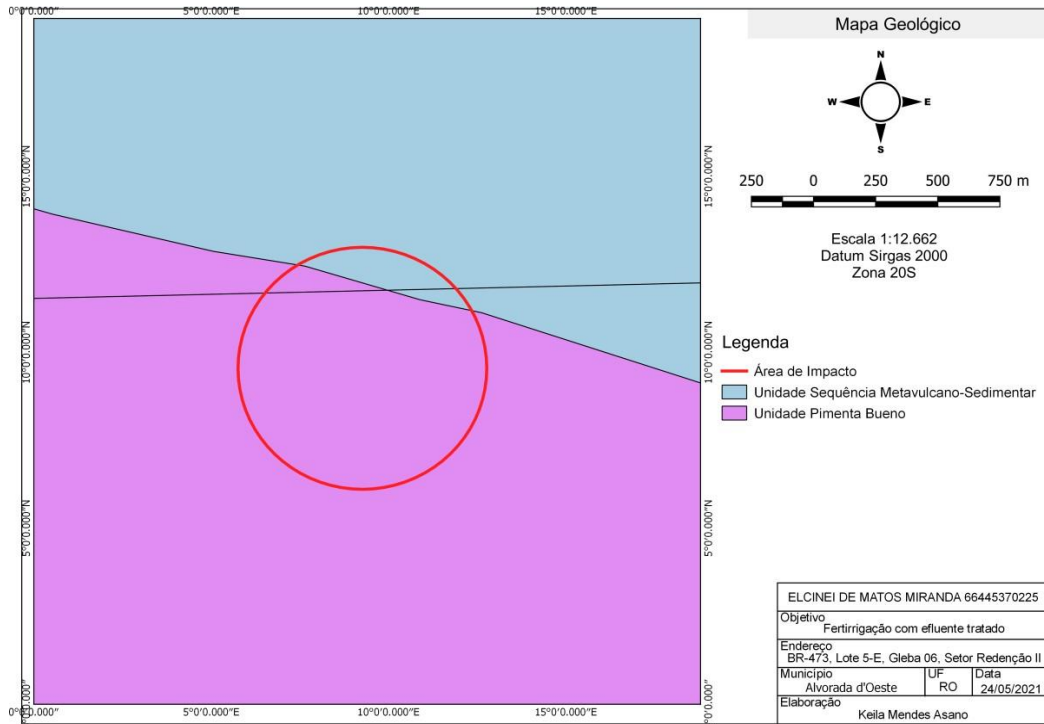 0°0'0.000"
5°0'0.000"E
10°0'0.000"E
15°0'0.000"E
15°0'0.000"N
10°0'0.000"N
5°0'0.000"N
0°0'0.000"
15°0'0.000"N
10°0'0.000"N
5°0'0.000"N
0°0'0.000"
5°0'0.000"E
10°0'0.000"E
15°0'0.000"E
Mapa Geológico
N
W E
S
250 0 250 500 750 m
Escala 1:12.662
Datum Sirgas 2000
Zona 20S
Legenda
Área de Impacto
Unidade Sequência Metavulcano-Sedimentar
Unidade Pimenta Bueno
ELCINEI DE MATOS MIRANDA 66445370225
Objetivo
Fertirrigação com efluente tratado
Endereço
BR-473, Lote 5-E, Gleba 06, Setor Redenção II
Município UF Data
Alvorada d'Oeste RO 24/05/2021
Elaboração
Keila Mendes Asano